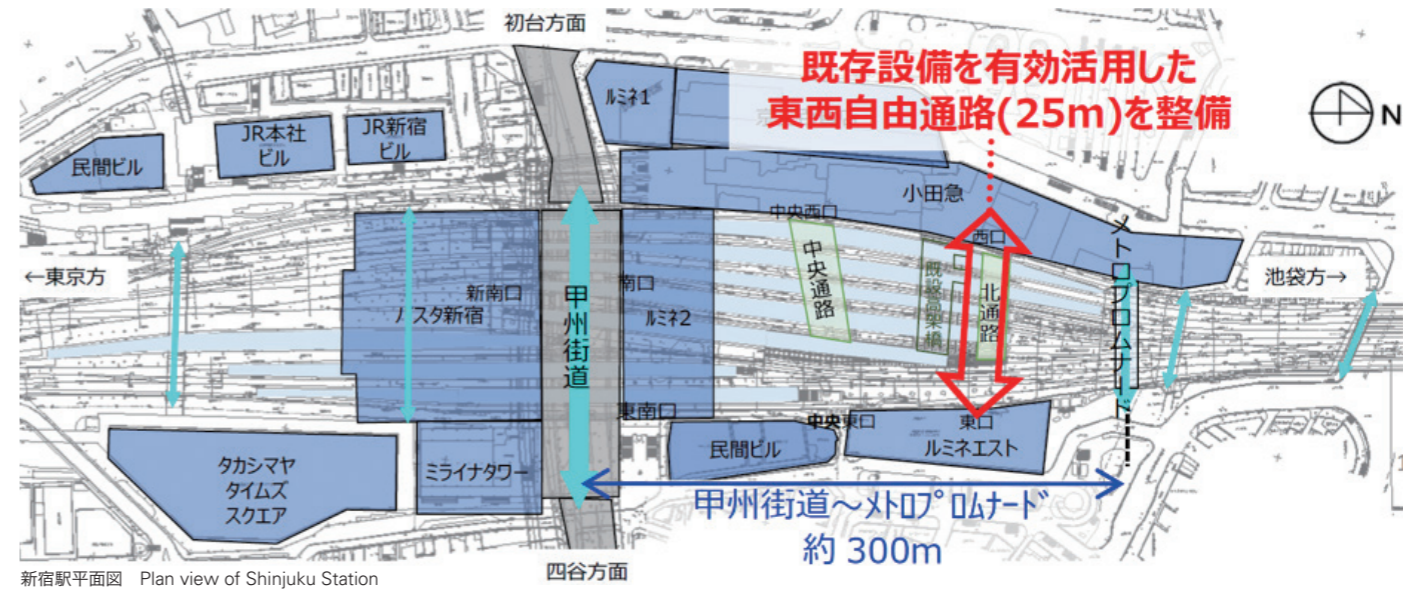 初台方面
既存設備を有効活用した
東西自由通路(25m)を整備
N
ルミネ1
民間ビル
JR本社
ビル
JR新宿
ビル
小田急
中央西口
西口
メトロプロムナード
←東京方
池袋方→
新南口
バスタ新宿
甲州街道
南口
ルミネ2
中央通路
北通路
東南口
中央東口
東口
ルミネエスト
民間ビル
タカシマヤ
タイムズ
スクエア
ミライナタワー
甲州街道～メトロプロムナード
約 300m
四谷方面
新宿駅平面図 Plan view of Shinjuku Station